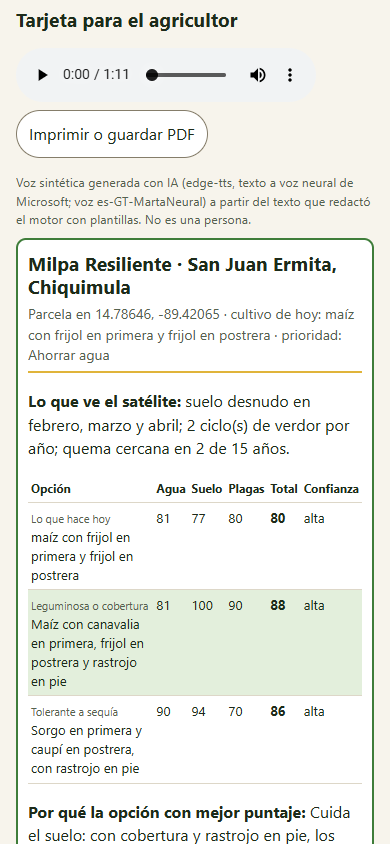 Tarjeta para el agricultor
0:00 / 1:11
Imprimir o guardar PDF
Voz sintética generada con IA (edge-tts, texto a voz neural de
Microsoft; voz es-GT-MartaNeural) a partir del texto que redactó
el motor con plantillas. No es una persona.
Milpa Resiliente · San Juan Ermita,
Chiquimula
Parcela en 14.78646, -89.42065 · cultivo de hoy: maíz
con frijol en primera y frijol en postrera · prioridad:
Ahorrar agua
Lo que ve el satélite: suelo desnudo en
febrero, marzo y abril; 2 ciclo(s) de verdor por
año; quema cercana en 2 de 15 años.
Opción Agua Suelo Plagas Total Confianza
Lo que hace hoy 81 77 80 80 alta
maíz con frijol en
primera y frijol en
postrera
Leguminosa o cobertura 81 100 90 88 alta
Maíz con canavalia
en primera, frijol en
postrera y rastrojo
en pie
Tolerante a sequía 90 94 70 86 alta
Sorgo en primera y
caupí en postrera,
con rastrojo en pie
Por qué la opción con mejor puntaje: Cuida
el suelo: con cobertura y rastrojo en pie, los